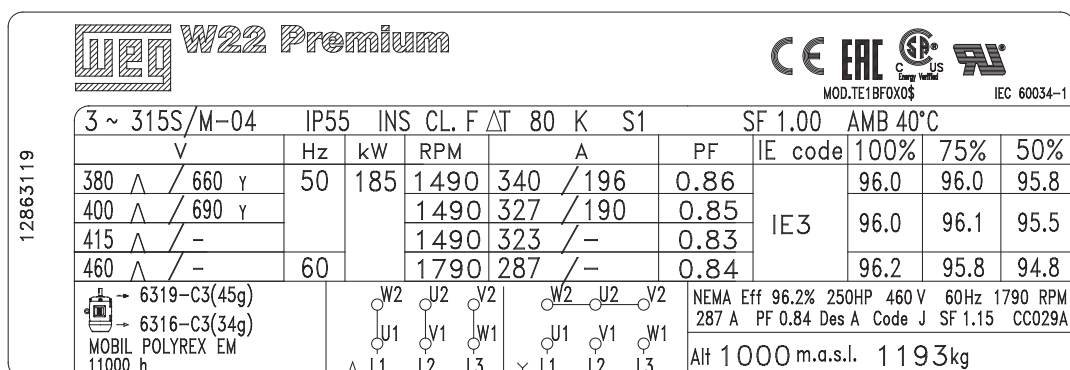 WEG W22 Premium
CE EAC C SA® US Energy Verified RU®
MOD.TE1BF0X0$ IEC 60034-1
3 ~ 315S/M-04 IP55 INS CL. F ΔT 80 K S1 SF 1.00 AMB 40°C
V Hz kW RPM A PF IE code 100% 75% 50%
380 Δ / 660 Y 50 185 1490 340 / 196 0.86 IE3 96.0 96.0 95.8
400 Δ / 690 Y 1490 327 / 190 0.85 96.0 96.1 95.5
415 Δ / - 1490 323 / - 0.83
460 Δ / - 60 1790 287 / - 0.84 96.2 95.8 94.8
→ 6319-C3(45g)
→ 6316-C3(34g)
MOBIL POLYREX EM
11000 h
W2 U2 V2
U1 V1 W1
Δ L1 L2 L3
W2 U2 V2
U1 V1 W1
Y L1 L2 L3
NEMA Eff 96.2% 250HP 460 V 60Hz 1790 RPM
287 A PF 0.84 Des A Code J SF 1.15 CC029A
Alt 1000 m.a.s.l. 1193kg
12863119